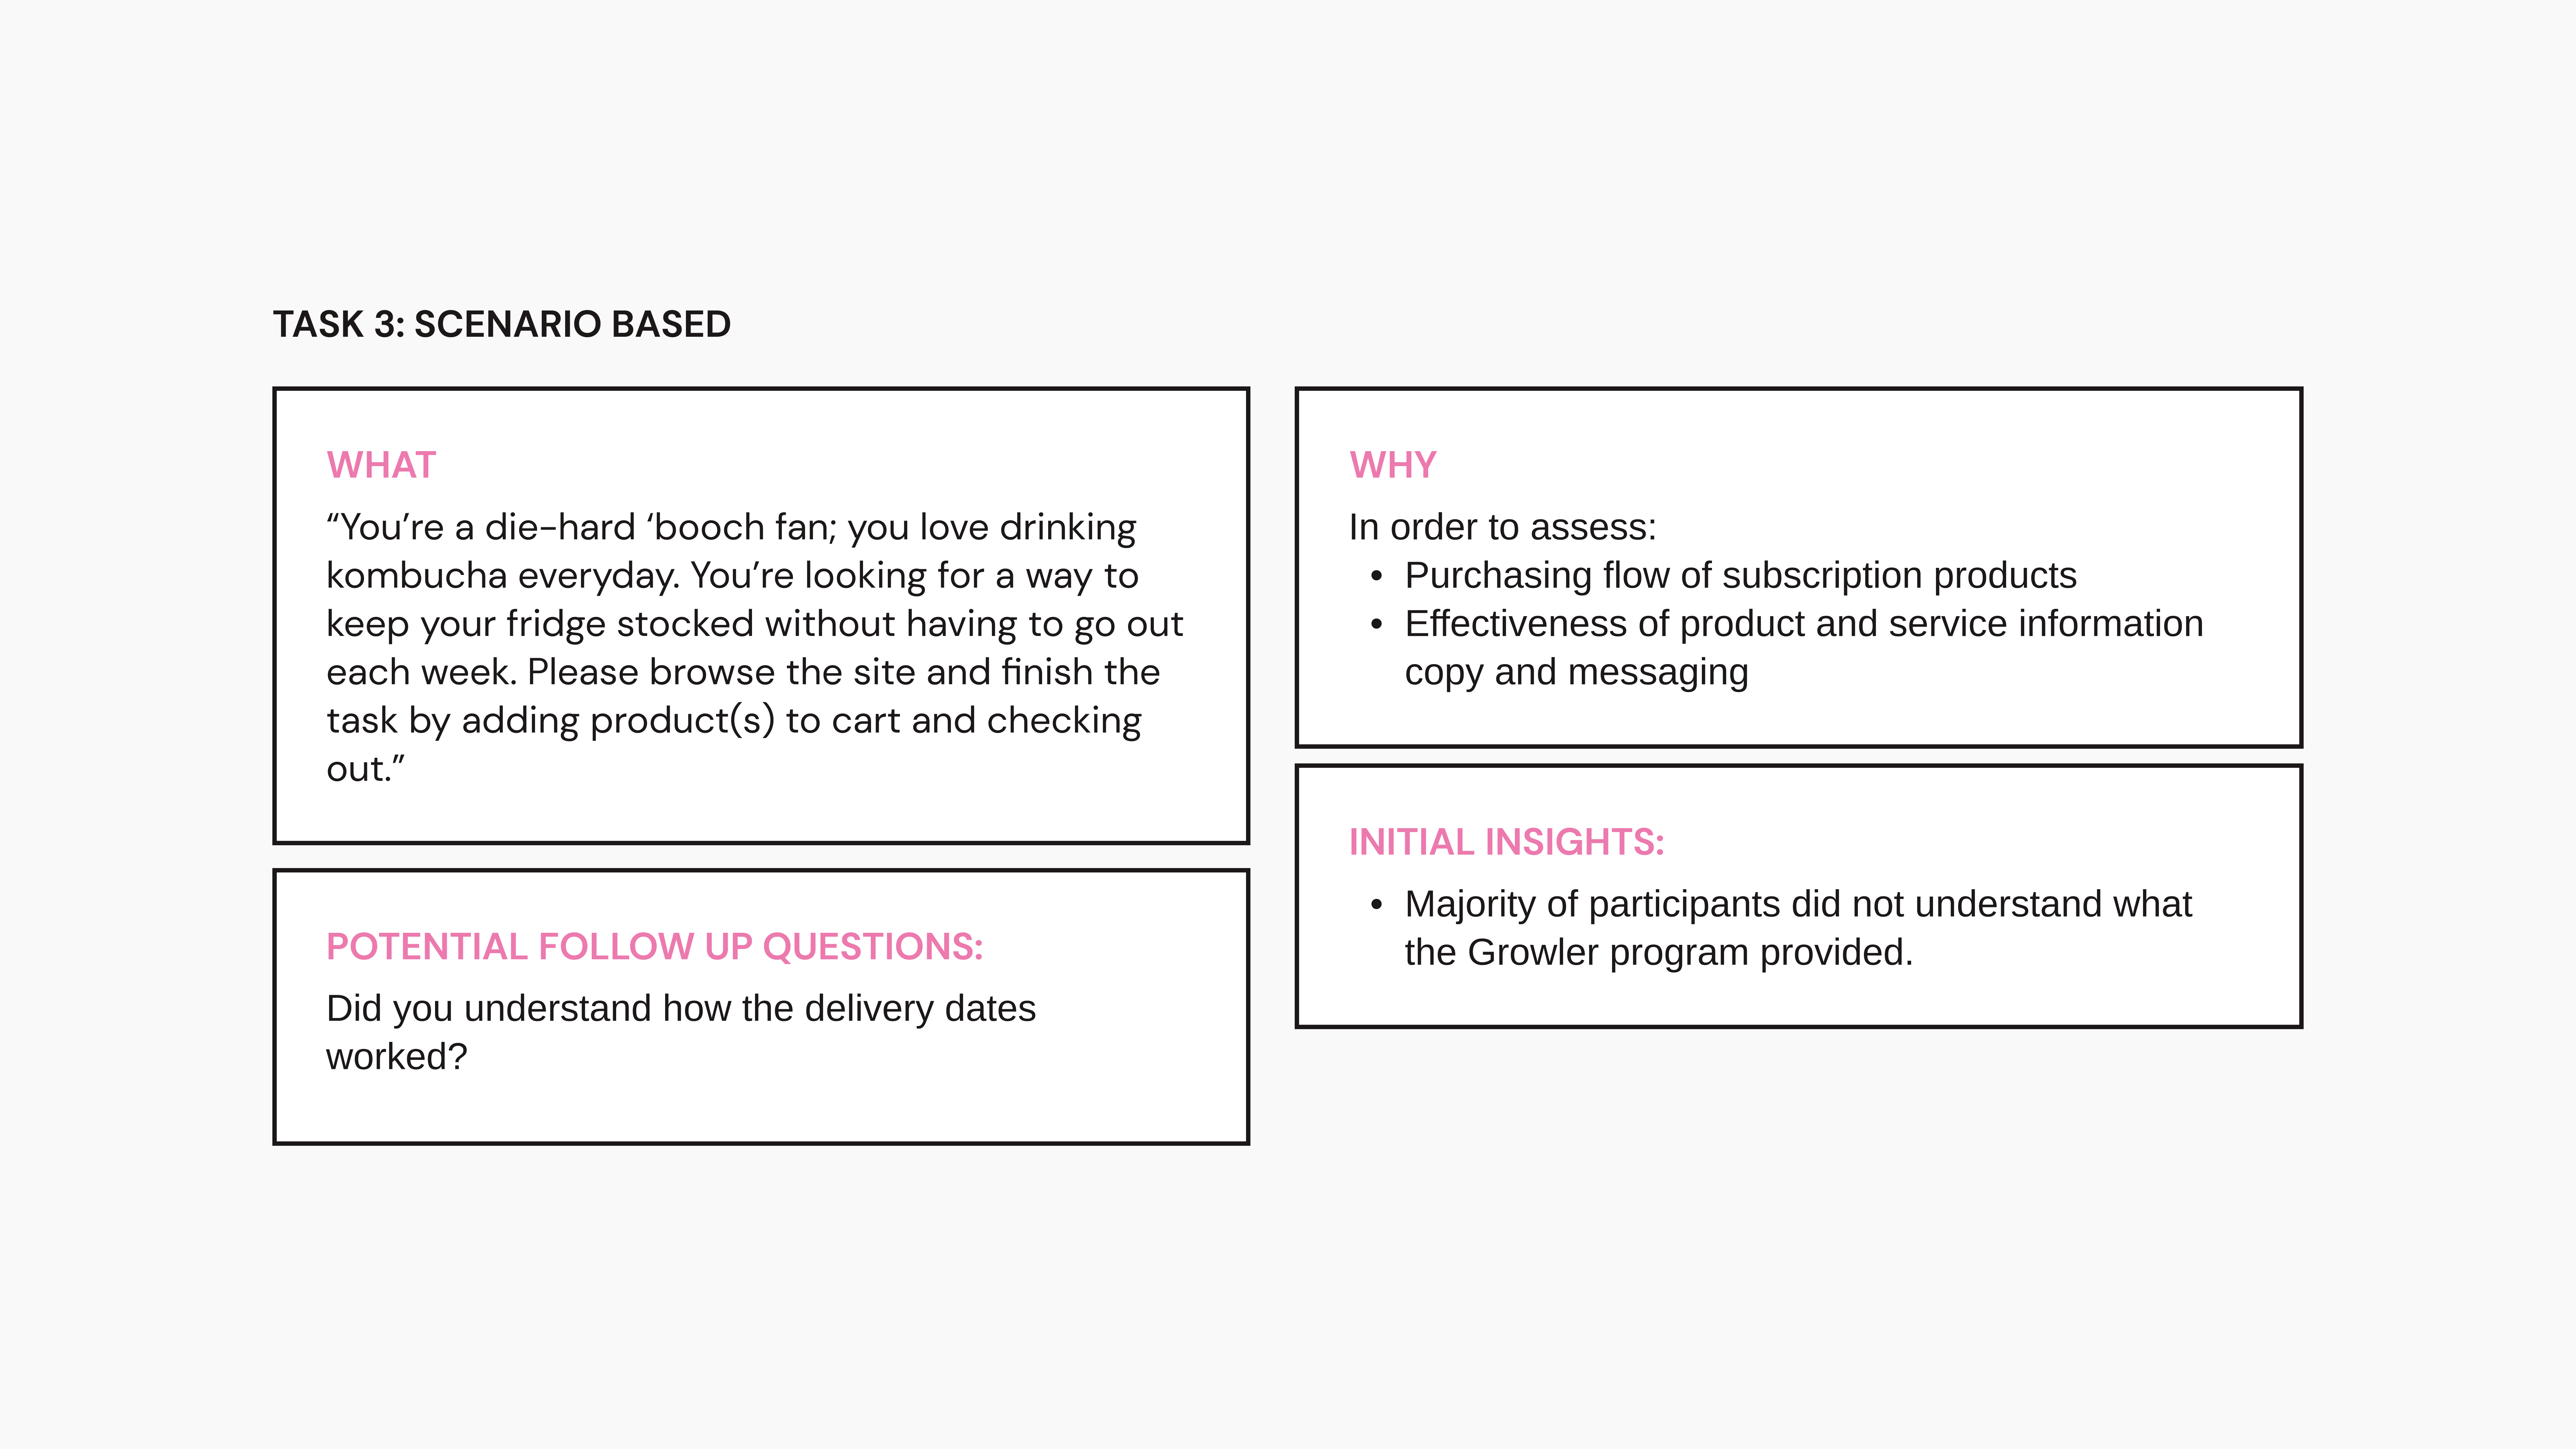 TASK 3: SCENARIO BASED
WHAT
“You’re a die-hard ‘booch fan; you love drinking
kombucha everyday. You’re looking for a way to
keep your fridge stocked without having to go out
each week. Please browse the site and finish the
task by adding product(s) to cart and checking
out.”
POTENTIAL FOLLOW UP QUESTIONS:
Did you understand how the delivery dates
worked?
WHY
In order to assess:
• Purchasing flow of subscription products
• Effectiveness of product and service information
copy and messaging
INITIAL INSIGHTS:
• Majority of participants did not understand what
the Growler program provided.